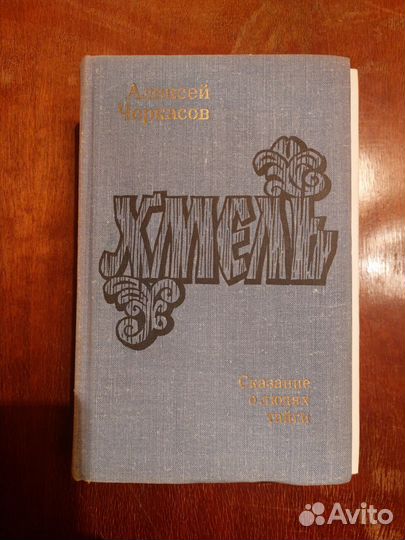 Алексей
Черкасов
ХМЕЛЬ
Сказание
о людях
тайги
Avito